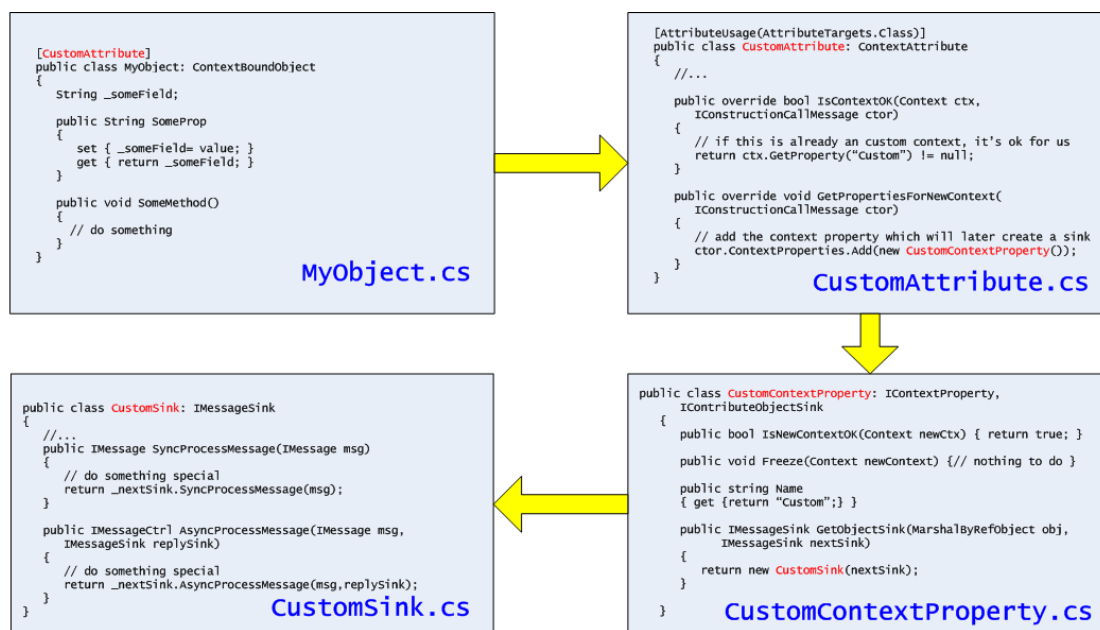 [CustomAttribute]
public class MyObject: ContextBoundObject
{
String _someField;
public String SomeProp
{
set { _someField= value; }
get { return _someField; }
}
public void SomeMethod()
{
// do something
}
}
MyObject.cs
[AttributeUsage(AttributeTargets.Class)]
public class CustomAttribute: ContextAttribute
{
//...
public override bool IsContextOK(Context ctx,
IConstructionCallMessage ctor)
{
// if this is already an custom context, it's ok for us
return ctx.GetProperty(“Custom”) != null;
}
public override void GetPropertiesForNewContext(
IConstructionCallMessage ctor)
{
// add the context property which will later create a sink
ctor.ContextProperties.Add(new CustomContextProperty());
}
}
CustomAttribute.cs
public class CustomSink: IMessageSink
{
//...
public IMessage SyncProcessMessage(IMessage msg)
{
// do something special
return _nextSink.SyncProcessMessage(msg);
}
public IMessageCtrl AsyncProcessMessage(IMessage msg,
IMessageSink replySink)
{
// do something special
return _nextSink.AsyncProcessMessage(msg,replySink);
}
}
CustomSink.cs
public class CustomContextProperty: IContextProperty,
IContributeObjectSink
{
public bool IsNewContextOK(Context newCtx) { return true; }
public void Freeze(Context newContext) {// nothing to do }
public string Name
{ get {return “Custom”;} }
public IMessageSink GetObjectSink(MarshalByRefObject obj,
IMessageSink nextSink)
{
return new CustomSink(nextSink);
}
}
CustomContextProperty.cs